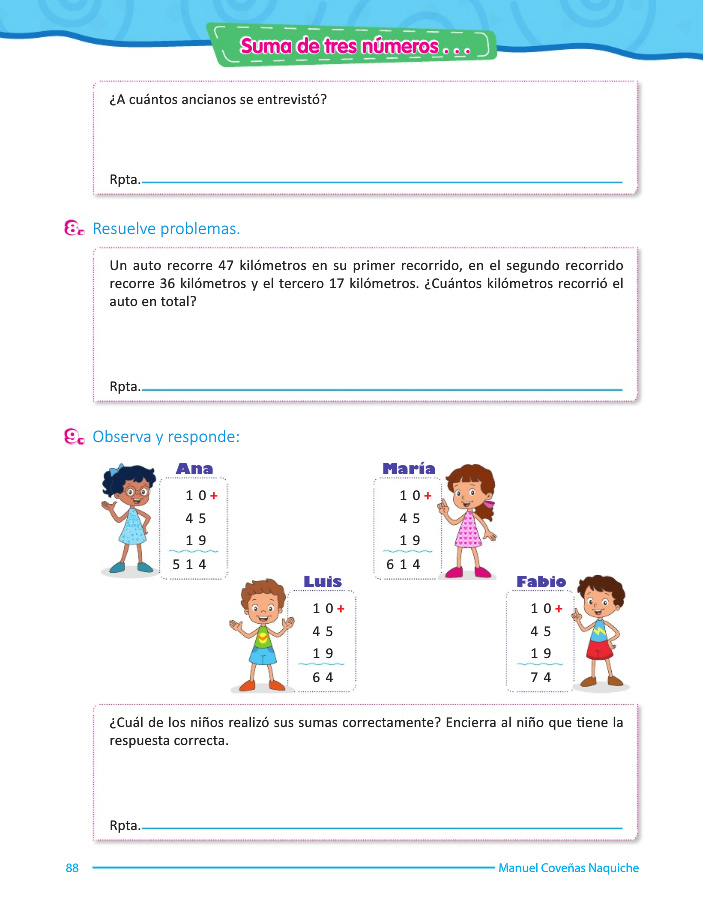 Suma de tres números . . .
¿A cuántos ancianos se entrevistó?
Rpta.
8. Resuelve problemas.
Un auto recorre 47 kilómetros en su primer recorrido, en el segundo recorrido
recorre 36 kilómetros y el tercero 17 kilómetros. ¿Cuántos kilómetros recorrió el
auto en total?
Rpta.
9. Observa y responde:
Ana
1 0 +
4 5
1 9
5 1 4
María
1 0 +
4 5
1 9
6 1 4
Luis
1 0 +
4 5
1 9
6 4
Fabio
1 0 +
4 5
1 9
7 4
¿Cuál de los niños realizó sus sumas correctamente? Encierra al niño que tiene la
respuesta correcta.
Rpta.
88
Manuel Coveñas Naquiche